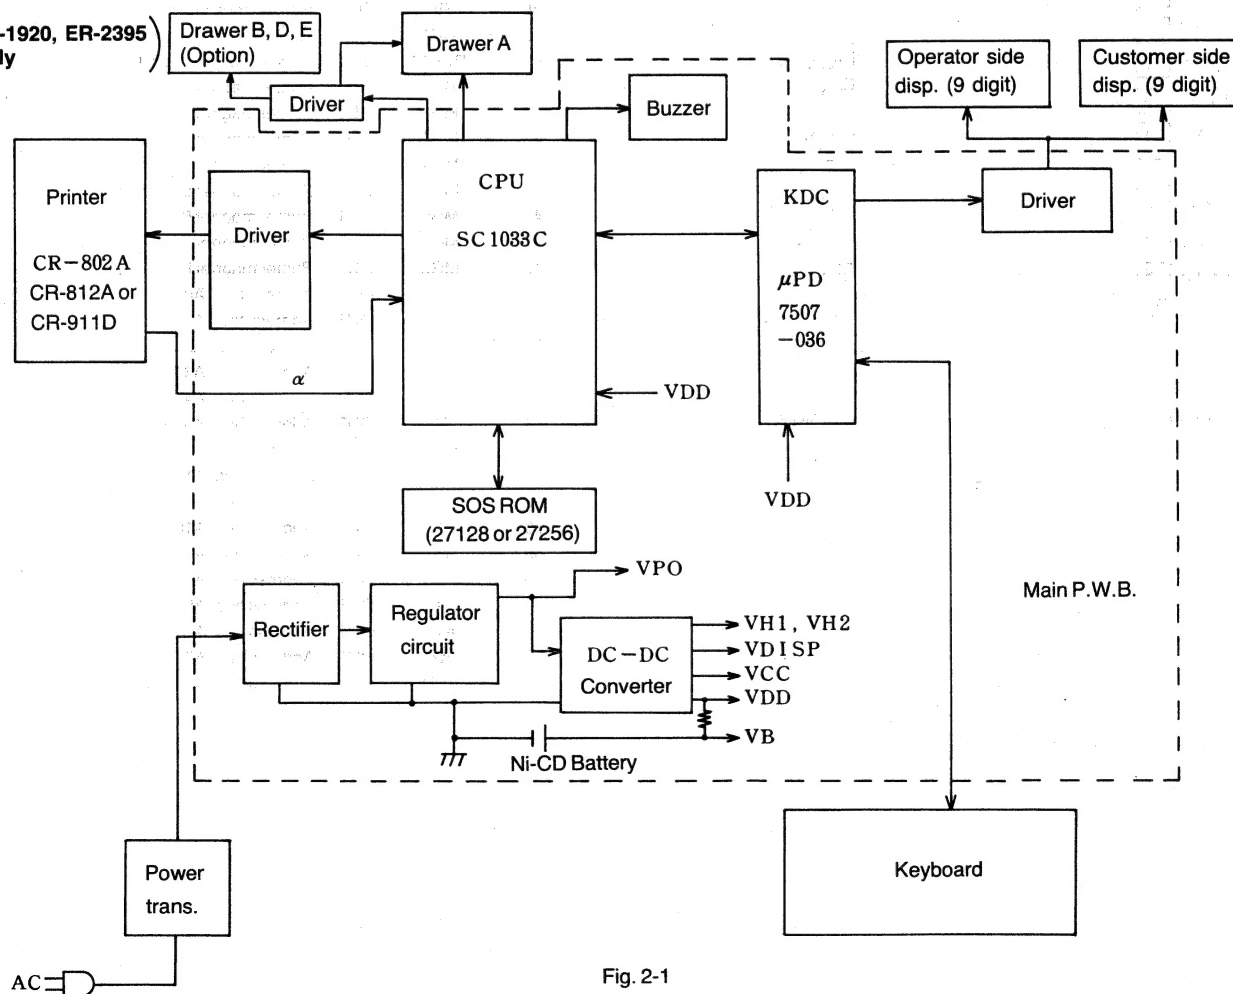 -1920, ER-2395
ly
Drawer B, D, E
(Option)
Drawer A
Driver
Buzzer
Operator side
disp. (9 digit)
Customer side
disp. (9 digit)
Printer
CR-802A
CR-812A or
CR-911D
Driver
CPU
SC1033C
KDC
μPD
7507
-036
Driver
α
VDD
VDD
SOS ROM
(27128 or 27256)
VPO
Main P.W.B.
Rectifier
Regulator
circuit
DC-DC
Converter
VH1, VH2
VDISP
VCC
VDD
VB
Ni-CD Battery
Power
trans.
Keyboard
AC
Fig. 2-1